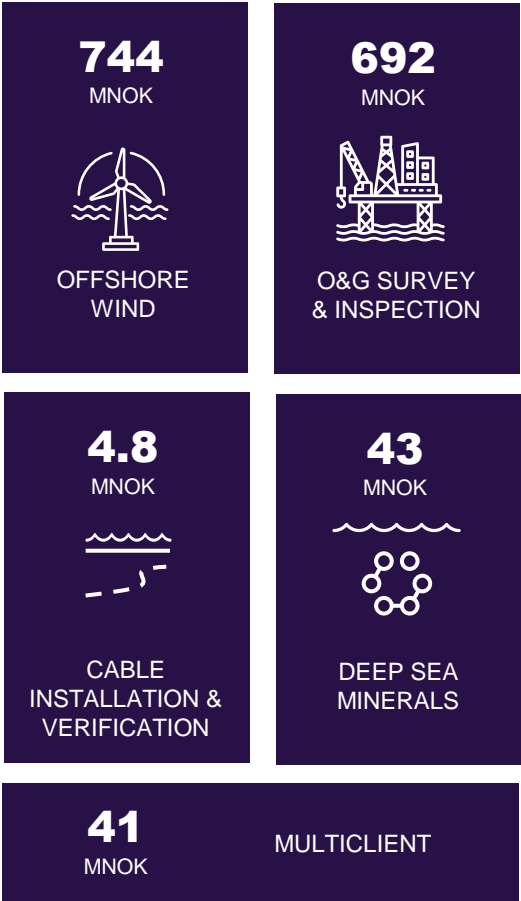 744
MNOK
OFFSHORE
WIND
692
MNOK
O&G SURVEY
& INSPECTION
4.8
MNOK
CABLE
INSTALLATION &
VERIFICATION
43
MNOK
DEEP SEA
MINERALS
41
MNOK
MULTICLIENT